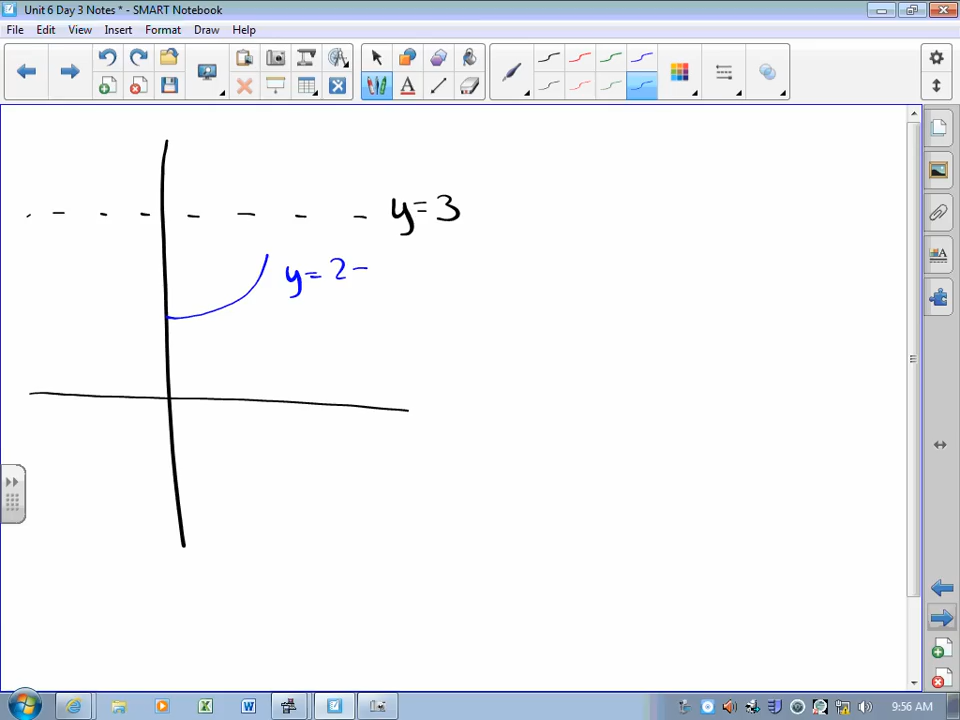 Unit 6 Day 3 Notes * - SMART Notebook
File Edit View Insert Format Draw Help
y=3
y=2-
9:56 AM